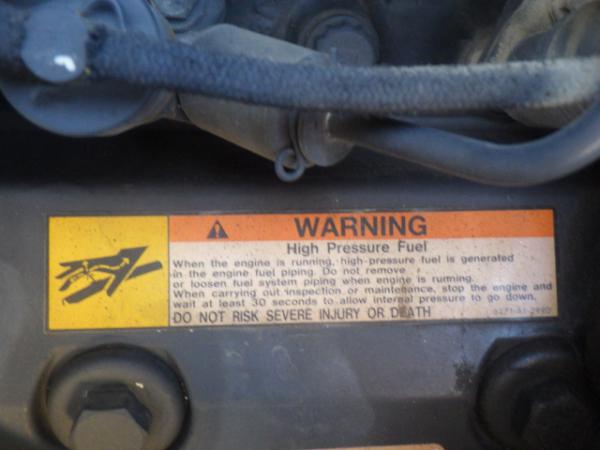 WARNING
High Pressure Fuel
When the engine is running, high-pressure fuel is generated
in the engine fuel piping. Do not remove
or loosen fuel system piping when engine is running.
When carrying out inspection or maintenance, stop the engine and
wait at least 30 seconds to allow internal pressure to go down.
DO NOT RISK SEVERE INJURY OR DEATH